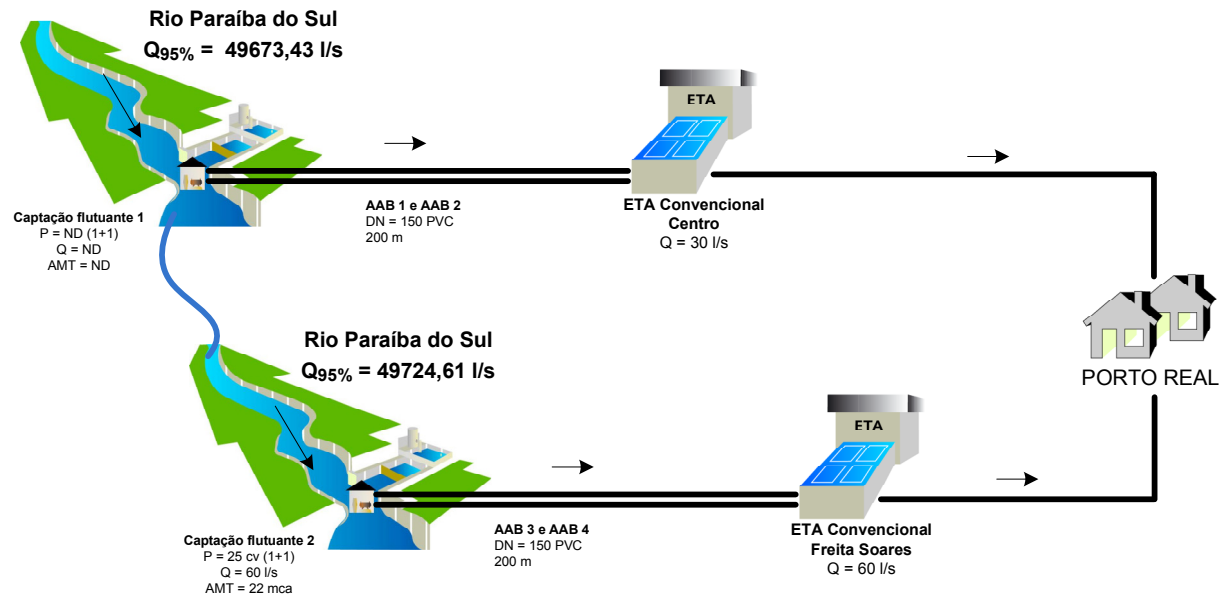 Rio Paraíba do Sul
Q95% = 49673,43 l/s
ETA
Captação flutuante 1
P = ND (1+1)
Q = ND
AMT = ND
AAB 1 e AAB 2
DN = 150 PVC
200 m
ETA Convencional
Centro
Q = 30 l/s
Rio Paraíba do Sul
Q95% = 49724,61 l/s
PORTO REAL
ETA
Captação flutuante 2
P = 25 cv (1+1)
Q = 60 l/s
AMT = 22 mca
AAB 3 e AAB 4
DN = 150 PVC
200 m
ETA Convencional
Freita Soares
Q = 60 l/s